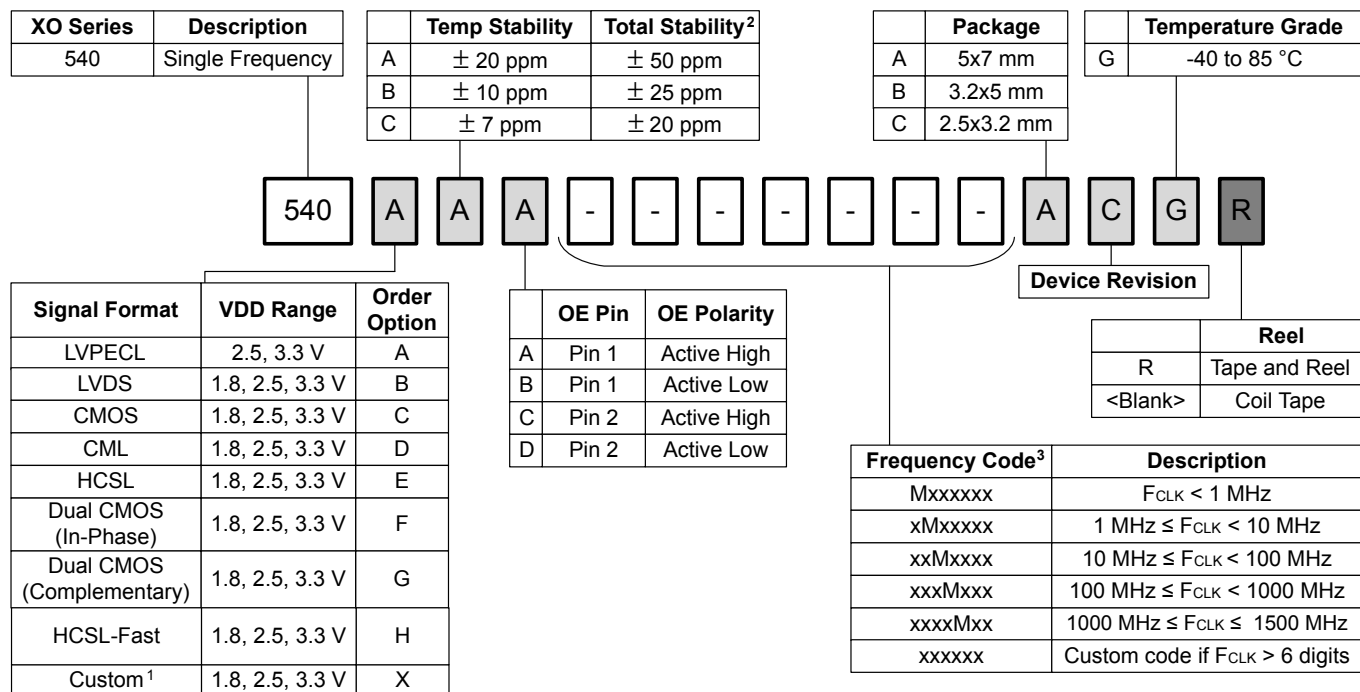 XO Series Description
540 Single Frequency
Temp Stability Total Stability²
A ± 20 ppm ± 50 ppm
B ± 10 ppm ± 25 ppm
C ± 7 ppm ± 20 ppm
Package
A 5x7 mm
B 3.2x5 mm
C 2.5x3.2 mm
Temperature Grade
G -40 to 85 °C
540 A A A - - - - - - - A C G R
Device Revision
Signal Format VDD Range Order Option
LVPECL 2.5, 3.3 V A
LVDS 1.8, 2.5, 3.3 V B
CMOS 1.8, 2.5, 3.3 V C
CML 1.8, 2.5, 3.3 V D
HCSL 1.8, 2.5, 3.3 V E
Dual CMOS (In-Phase) 1.8, 2.5, 3.3 V F
Dual CMOS (Complementary) 1.8, 2.5, 3.3 V G
HCSL-Fast 1.8, 2.5, 3.3 V H
Custom¹ 1.8, 2.5, 3.3 V X
OE Pin OE Polarity
A Pin 1 Active High
B Pin 1 Active Low
C Pin 2 Active High
D Pin 2 Active Low
Reel
R Tape and Reel
<Blank> Coil Tape
Frequency Code³ Description
Mxxxxxx FCLK < 1 MHz
xMxxxxx 1 MHz ≤ FCLK < 10 MHz
xxMxxxx 10 MHz ≤ FCLK < 100 MHz
xxxMxxx 100 MHz ≤ FCLK < 1000 MHz
xxxxMxx 1000 MHz ≤ FCLK ≤ 1500 MHz
xxxxxx Custom code if FCLK > 6 digits